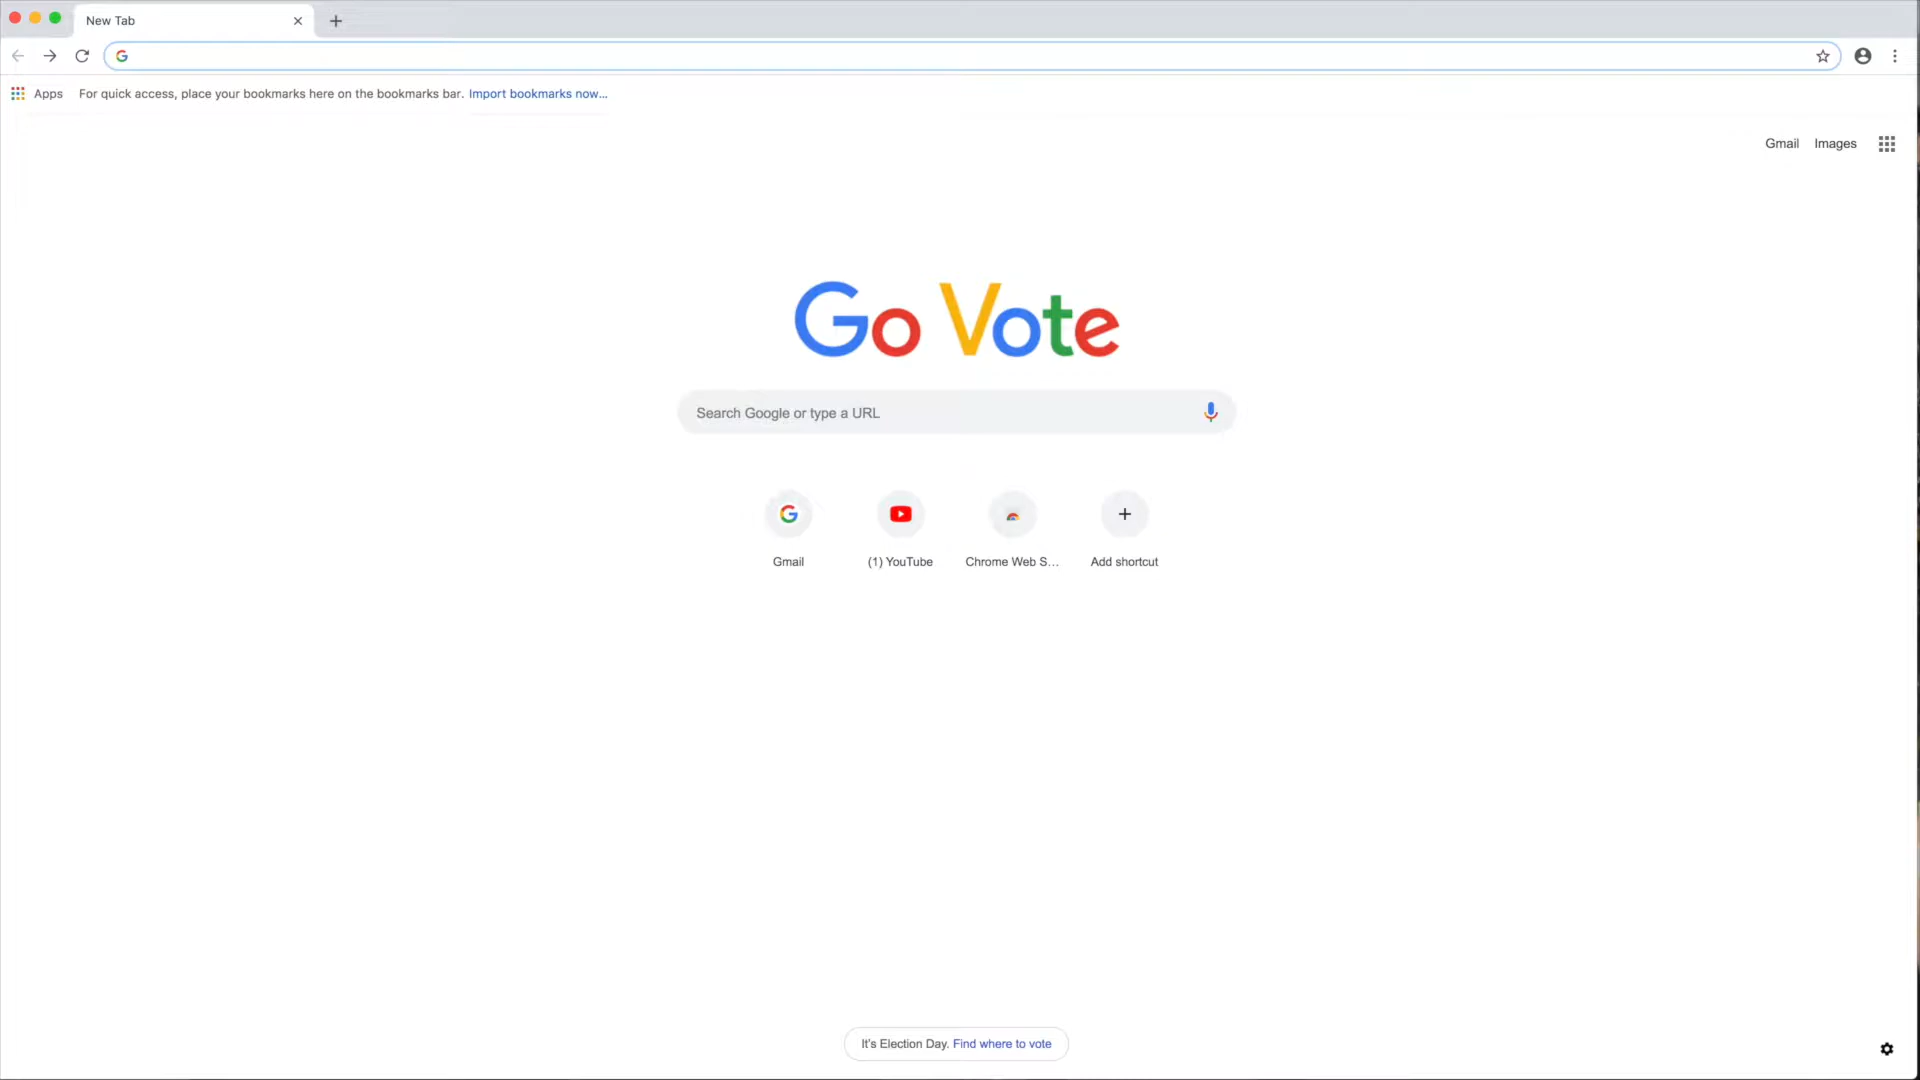 New Tab
Apps For quick access, place your bookmarks here on the bookmarks bar. Import bookmarks now...
Gmail Images
Go Vote
Search Google or type a URL
Gmail (1) YouTube Chrome Web S... Add shortcut
It's Election Day. Find where to vote